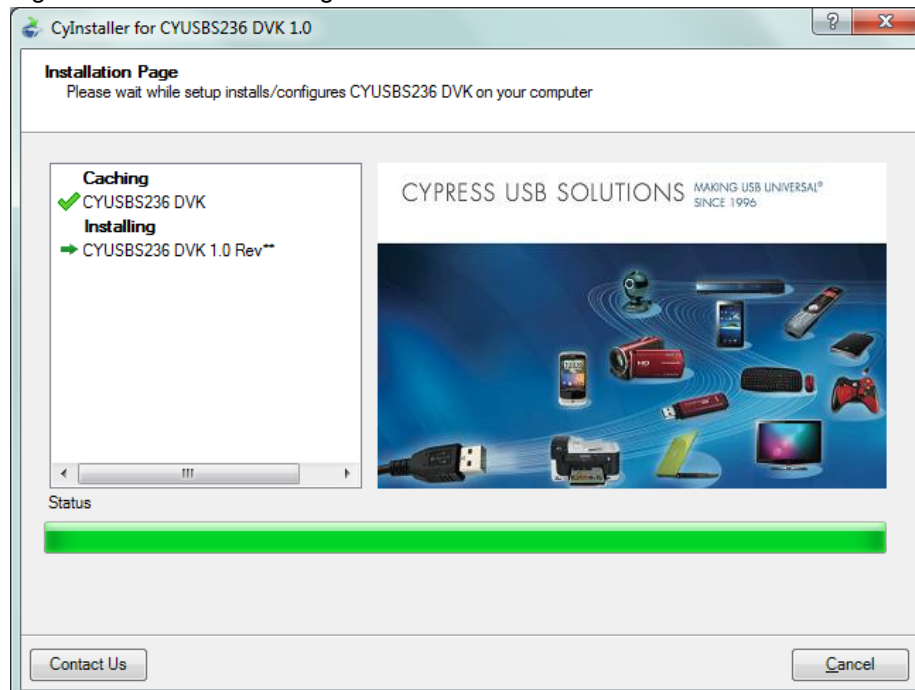 CyInstaller for CYUSBS236 DVK 1.0
Installation Page
Please wait while setup installs/configures CYUSBS236 DVK on your computer
Caching
CYUSBS236 DVK
Installing
CYUSBS236 DVK 1.0 Rev**
CYPRESS USB SOLUTIONS
MAKING USB UNIVERSAL®
SINCE 1996
Status
Contact Us
Cancel